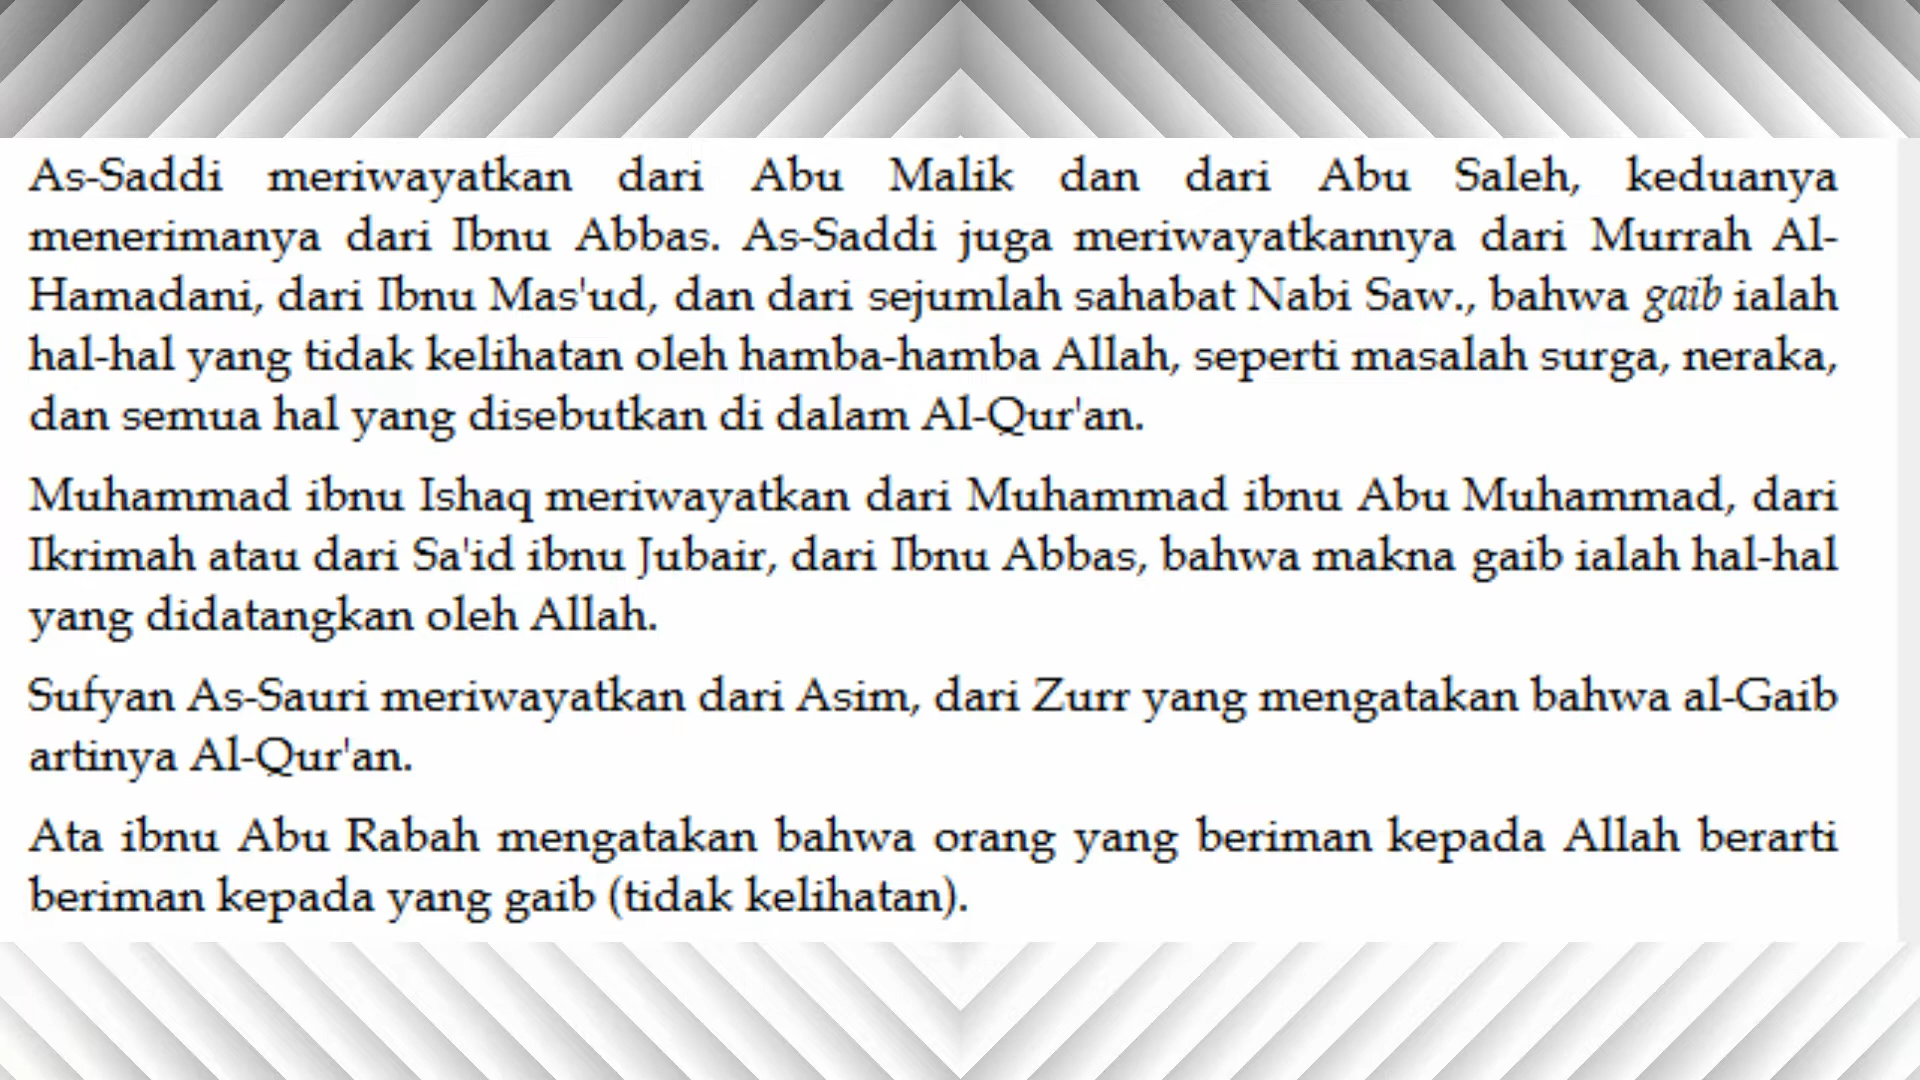 As-Saddi meriwayatkan dari Abu Malik dan dari Abu Saleh, keduanya
menerimanya dari Ibnu Abbas. As-Saddi juga meriwayatkannya dari Murrah Al-
Hamadani, dari Ibnu Mas'ud, dan dari sejumlah sahabat Nabi Saw., bahwa gaib ialah
hal-hal yang tidak kelihatan oleh hamba-hamba Allah, seperti masalah surga, neraka,
dan semua hal yang disebutkan di dalam Al-Qur'an.
Muhammad ibnu Ishaq meriwayatkan dari Muhammad ibnu Abu Muhammad, dari
Ikrimah atau dari Sa'id ibnu Jubair, dari Ibnu Abbas, bahwa makna gaib ialah hal-hal
yang didatangkan oleh Allah.
Sufyan As-Sauri meriwayatkan dari Asim, dari Zurr yang mengatakan bahwa al-Gaib
artinya Al-Qur'an.
Ata ibnu Abu Rabah mengatakan bahwa orang yang beriman kepada Allah berarti
beriman kepada yang gaib (tidak kelihatan).